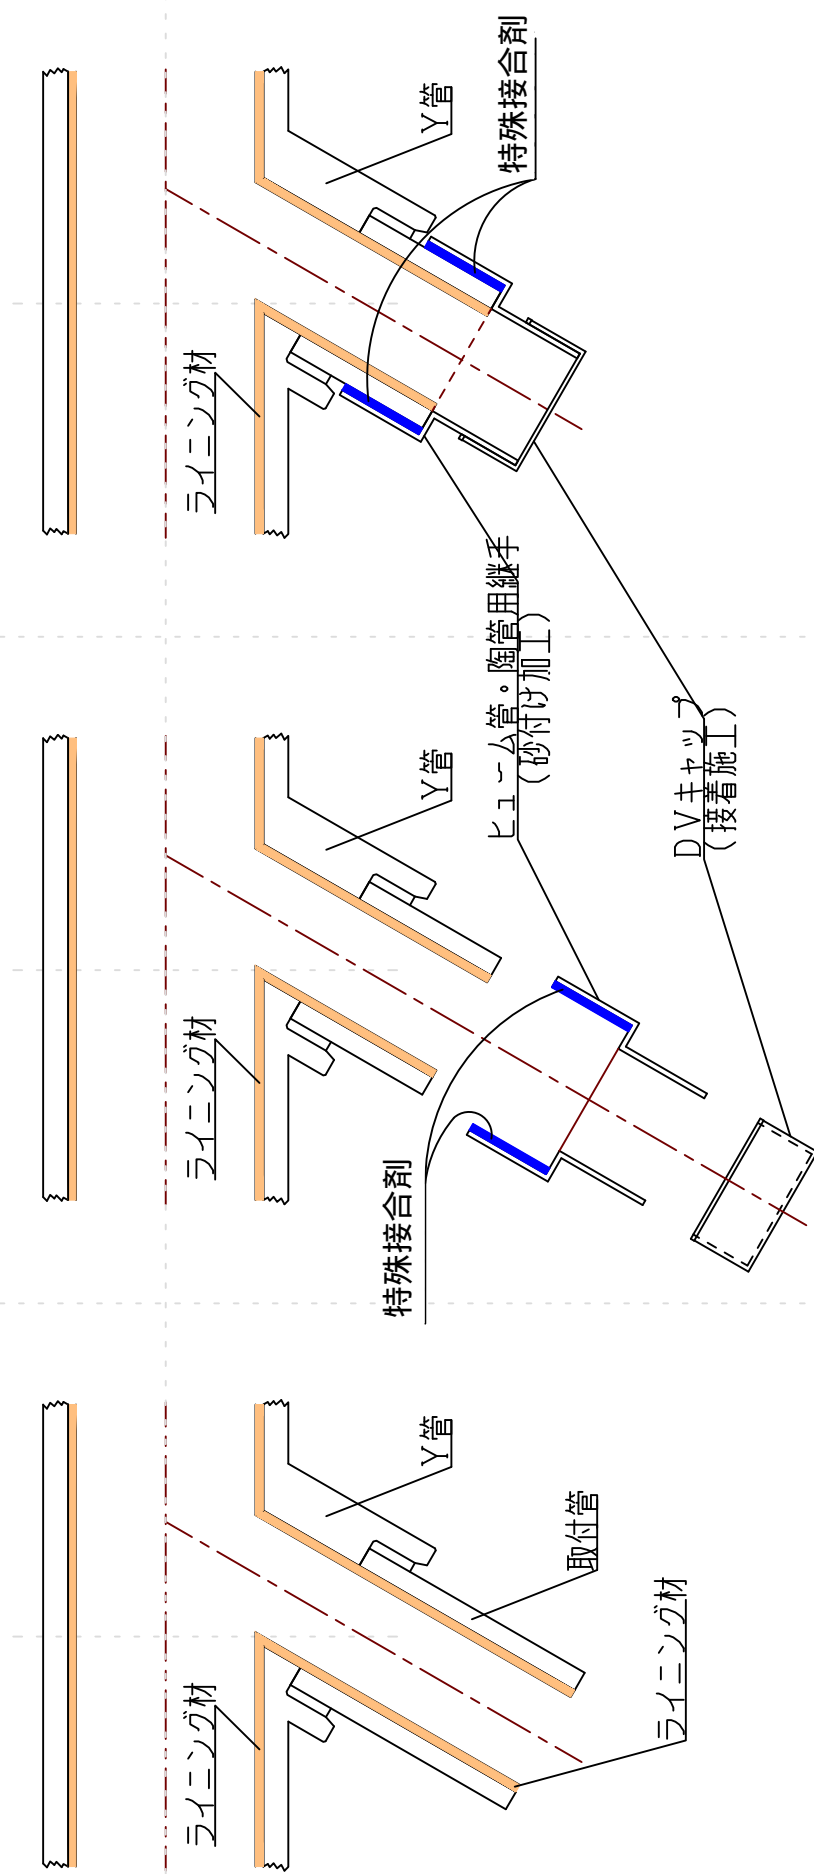 ライニング材
Y管
取付管
ライニング材
ライニング材
Y管
特殊接合剤
ヒューム管・陶管用継手
（砂付け加工）
DVキャップ
（接着施工）
ライニング材
Y管
特殊接合剤